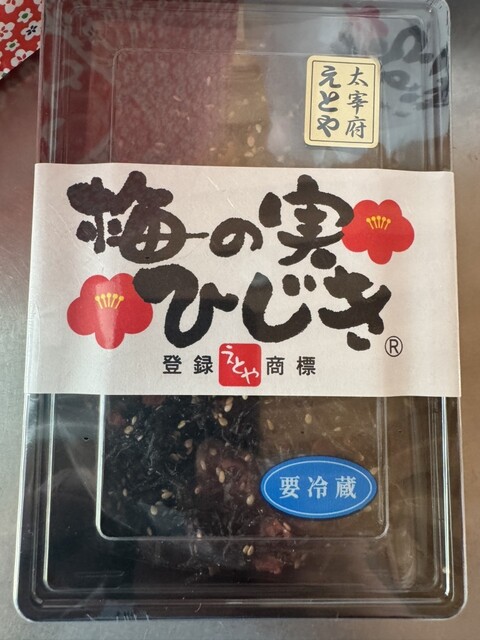 太宰府
えとや
梅の実
ひじき®
登録 えとや 商標
要冷蔵